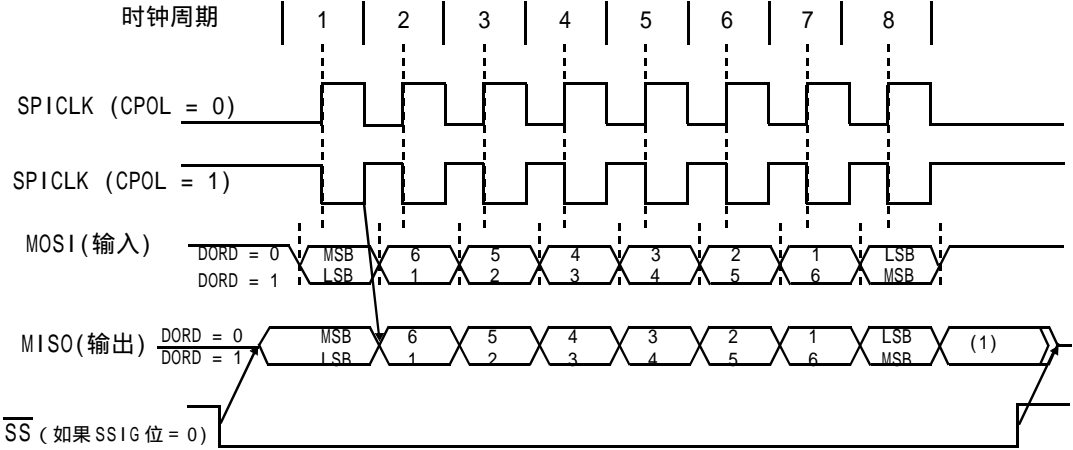 时钟周期 1 2 3 4 5 6 7 8
SPICLK (CPOL = 0)
SPICLK (CPOL = 1)
MOSI(输入) DORD = 0 MSB 6 5 4 3 2 1 LSB
DORD = 1 LSB 1 2 3 4 5 6 MSB
MISO(输出) DORD = 0 MSB 6 5 4 3 2 1 LSB (1)
DORD = 1 LSB 1 2 3 4 5 6 MSB
SS (如果SSIG位=0)